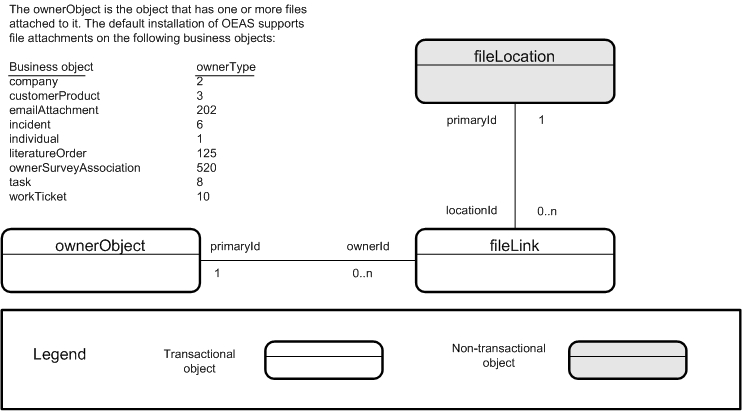 The ownerObject is the object that has one or more files
attached to it. The default installation of OEAS supports
file attachments on the following business objects:
Business object ownerType
company 2
customerProduct 3
emailAttachment 202
incident 6
individual 1
literatureOrder 125
ownerSurveyAssociation 520
task 8
workTicket 10
fileLocation
primaryId 1
locationId 0..n
ownerObject
primaryId ownerId
1 0..n
fileLink
Legend
Transactional
object
Non-transactional
object